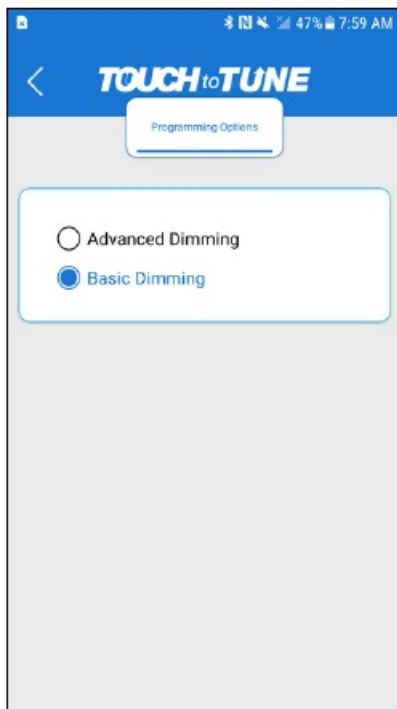 47% 7:59 AM
TOUCH to TUNE
Programming Options
Advanced Dimming
Basic Dimming